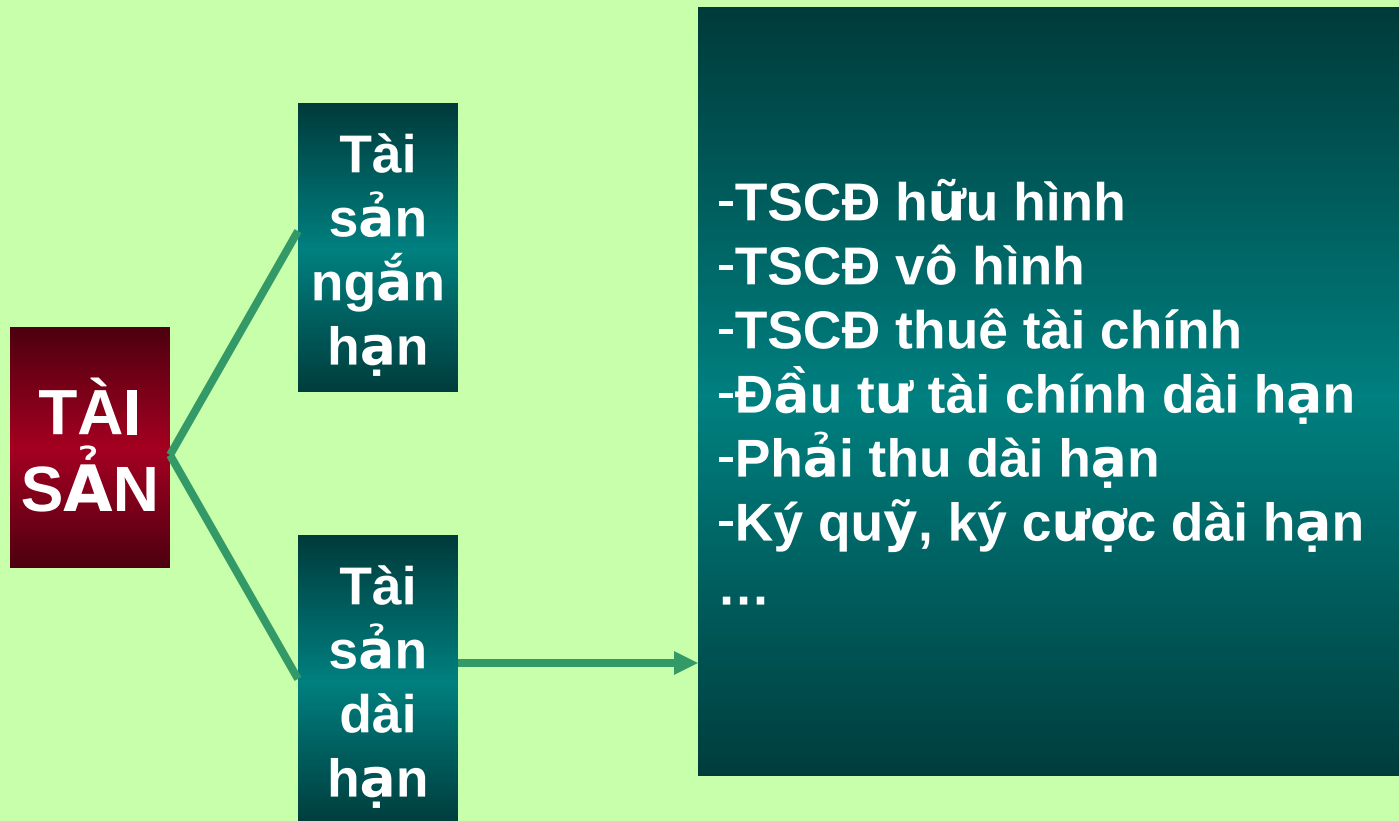 TÀI
SẢN
Tài
sản
ngắn
hạn
Tài
sản
dài
hạn
-TSCĐ hữu hình
-TSCĐ vô hình
-TSCĐ thuê tài chính
-Đầu tư tài chính dài hạn
-Phải thu dài hạn
-Ký quỹ, ký cược dài hạn
…